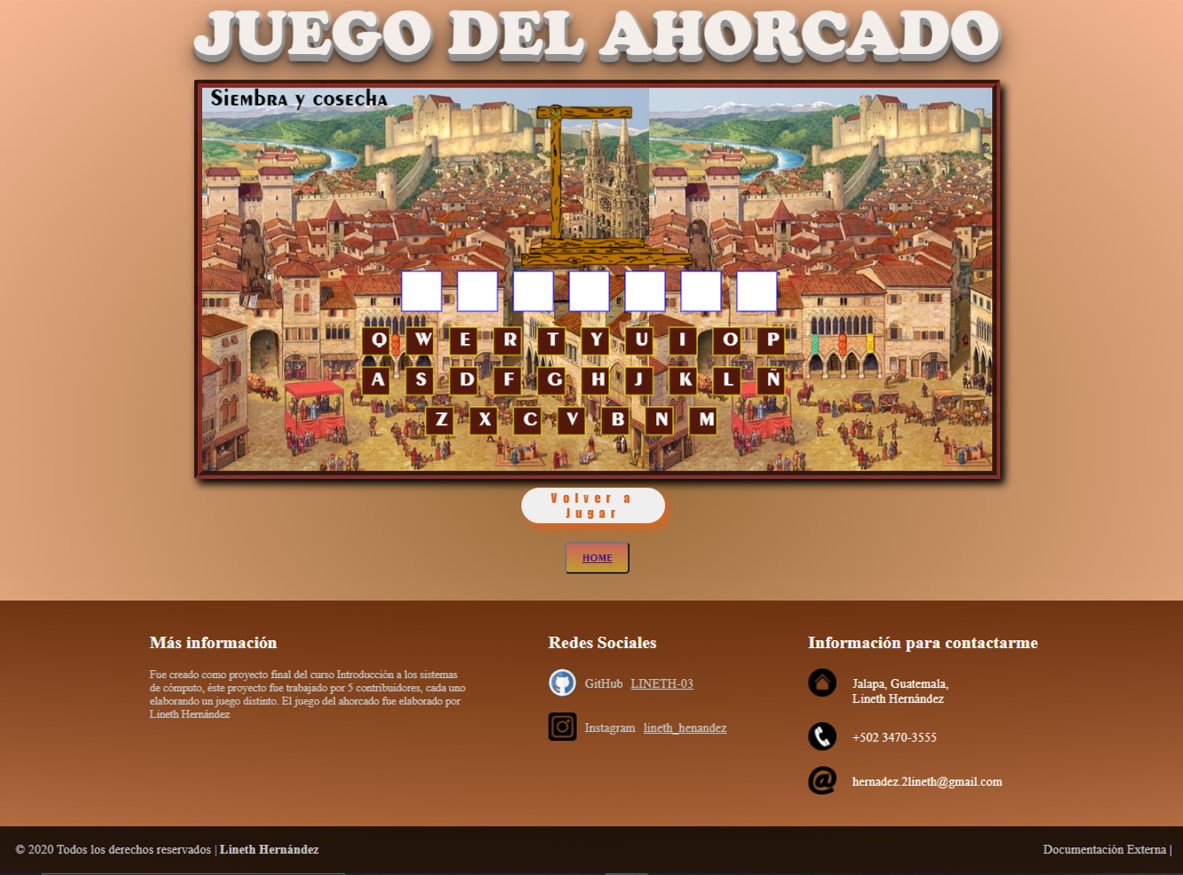 JUEGO DEL AHORCADO
Siembra y cosecha
Q W E R T Y U I O P
A S D F G H J K L Ñ
Z X C V B N M
Volver a
Jugar
HOME
Más información
Fue creado como proyecto final del curso Introducción a los sistemas
de cómputo, éste proyecto fue trabajado por 5 contribuidores, cada uno
elaborando un juego distinto. El juego del ahorcado fue elaborado por
Lineth Hernández
Redes Sociales
GitHub LINETH-03
Instagram lineth_henandez
Información para contactarme
Jalapa, Guatemala,
Lineth Hernández
+502 3470-3555
hernadez.2lineth@gmail.com
© 2020 Todos los derechos reservados | Lineth Hernández
Documentación Externa |